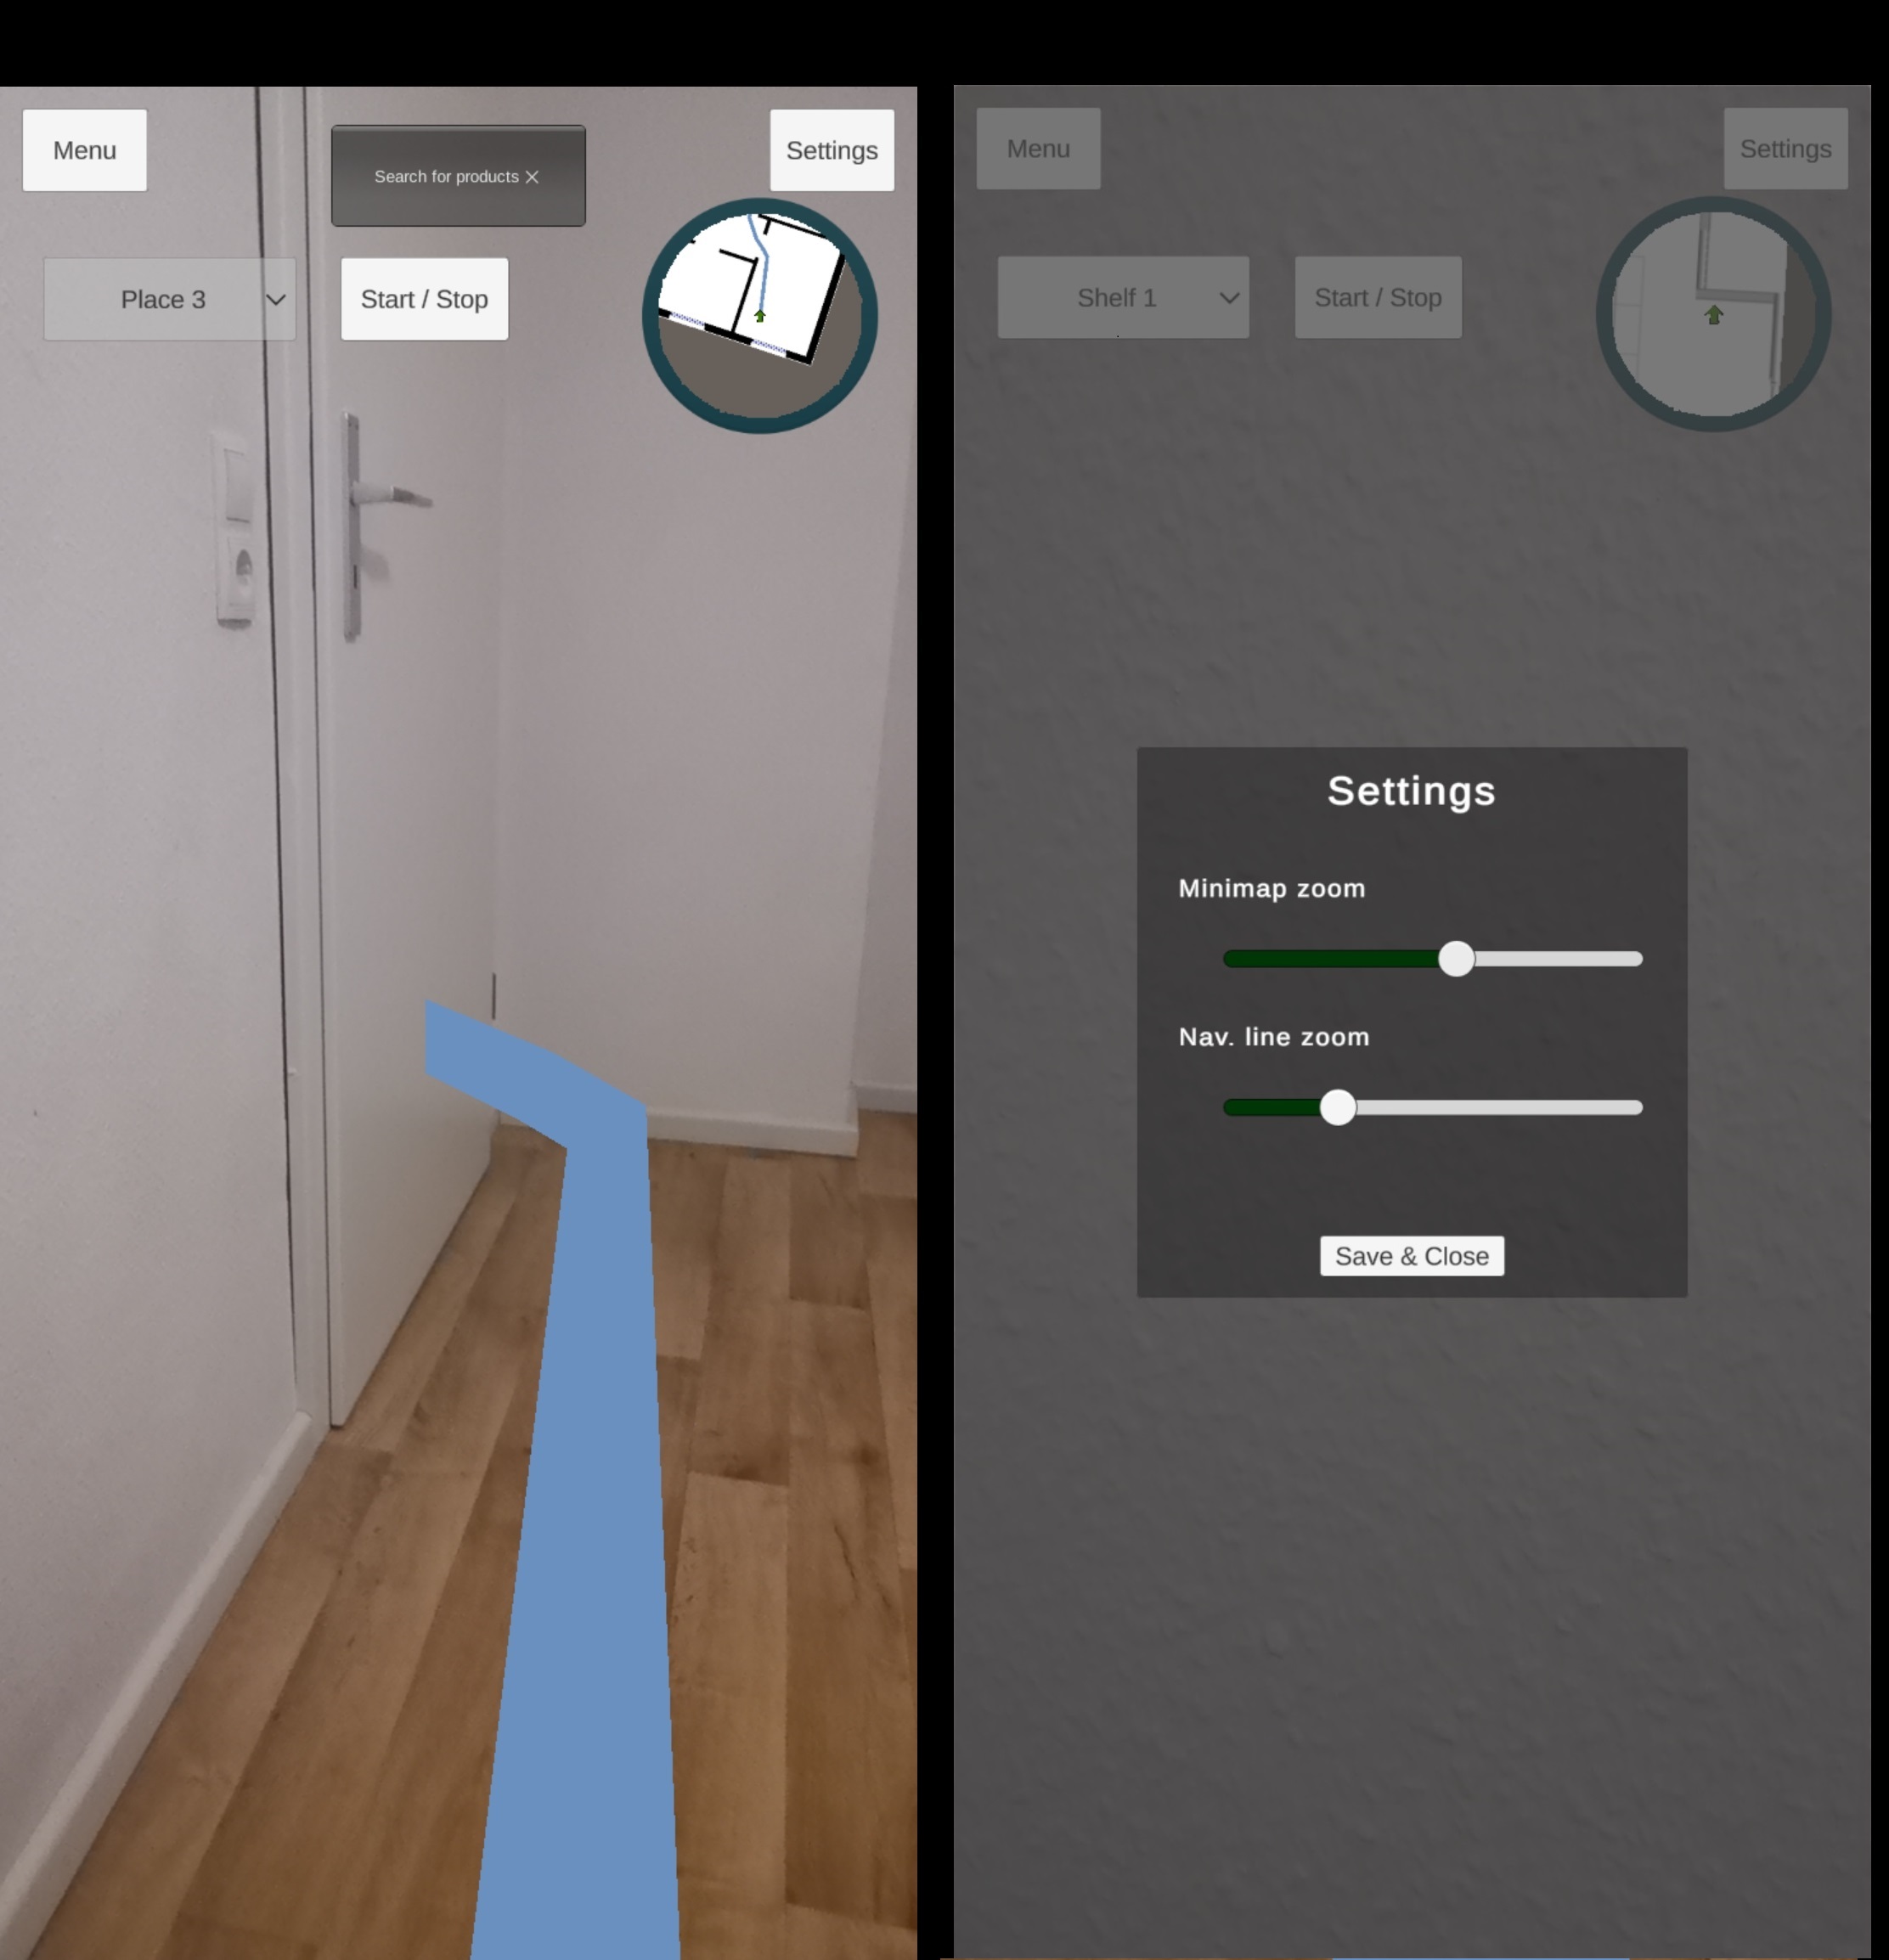 Menu
Search for products
Settings
Place 3
Start / Stop
Menu
Settings
Shelf 1
Start / Stop
Settings
Minimap zoom
Nav. line zoom
Save & Close